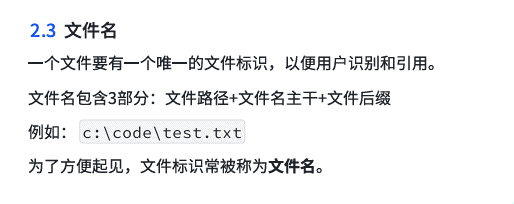 2.3 文件名
一个文件要有一个唯一的文件标识，以便用户识别和引用。
文件名包含3部分：文件路径+文件名主干+文件后缀
例如： c:\code\test.txt
为了方便起见，文件标识常被称为文件名。